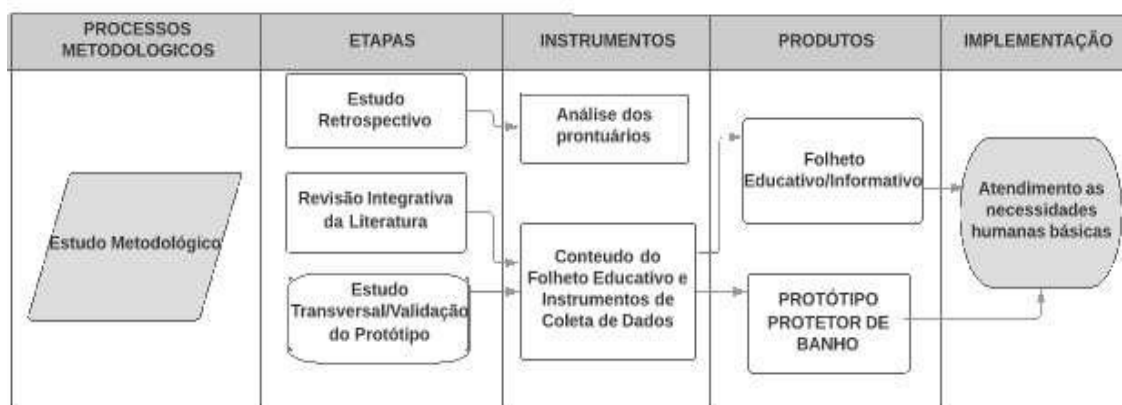 PROCESSOS
METODOLOGICOS
ETAPAS
INSTRUMENTOS
PRODUTOS
IMPLEMENTAÇÃO
Estudo Metodológico
Estudo
Retrospectivo
Revisão Integrativa
da Literatura
Estudo
Transversal/Validação
do Protótipo
Análise dos
prontuários
Conteudo do
Folheto Educativo e
Instrumentos de
Coleta de Dados
Folheto
Educativo/Informativo
PROTÓTIPO
PROTETOR DE
BANHO
Atendimento as
necessidades
humanas básicas